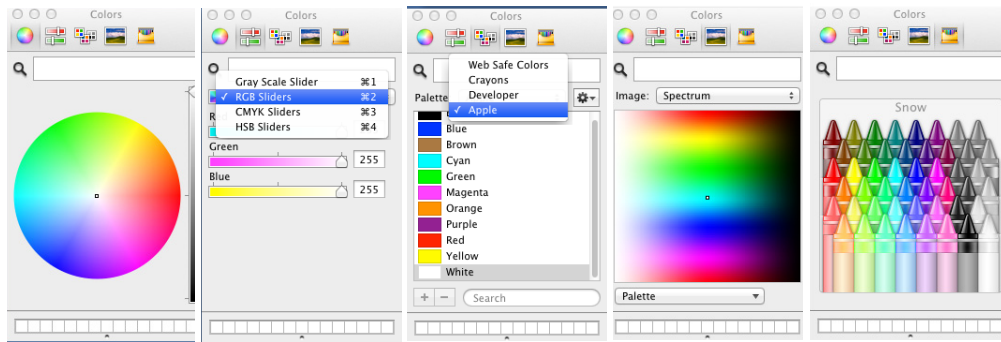 Colors
Gray Scale Slider ⌘1
✓ RGB Sliders ⌘2
CMYK Sliders ⌘3
HSB Sliders ⌘4
Green
255
Blue
255
Colors
Web Safe Colors
Crayons
Developer
✓ Apple
Palette
Blue
Brown
Cyan
Green
Magenta
Orange
Purple
Red
Yellow
White
+ −
Search
Colors
Image: Spectrum
Palette
Colors
Snow
Colors